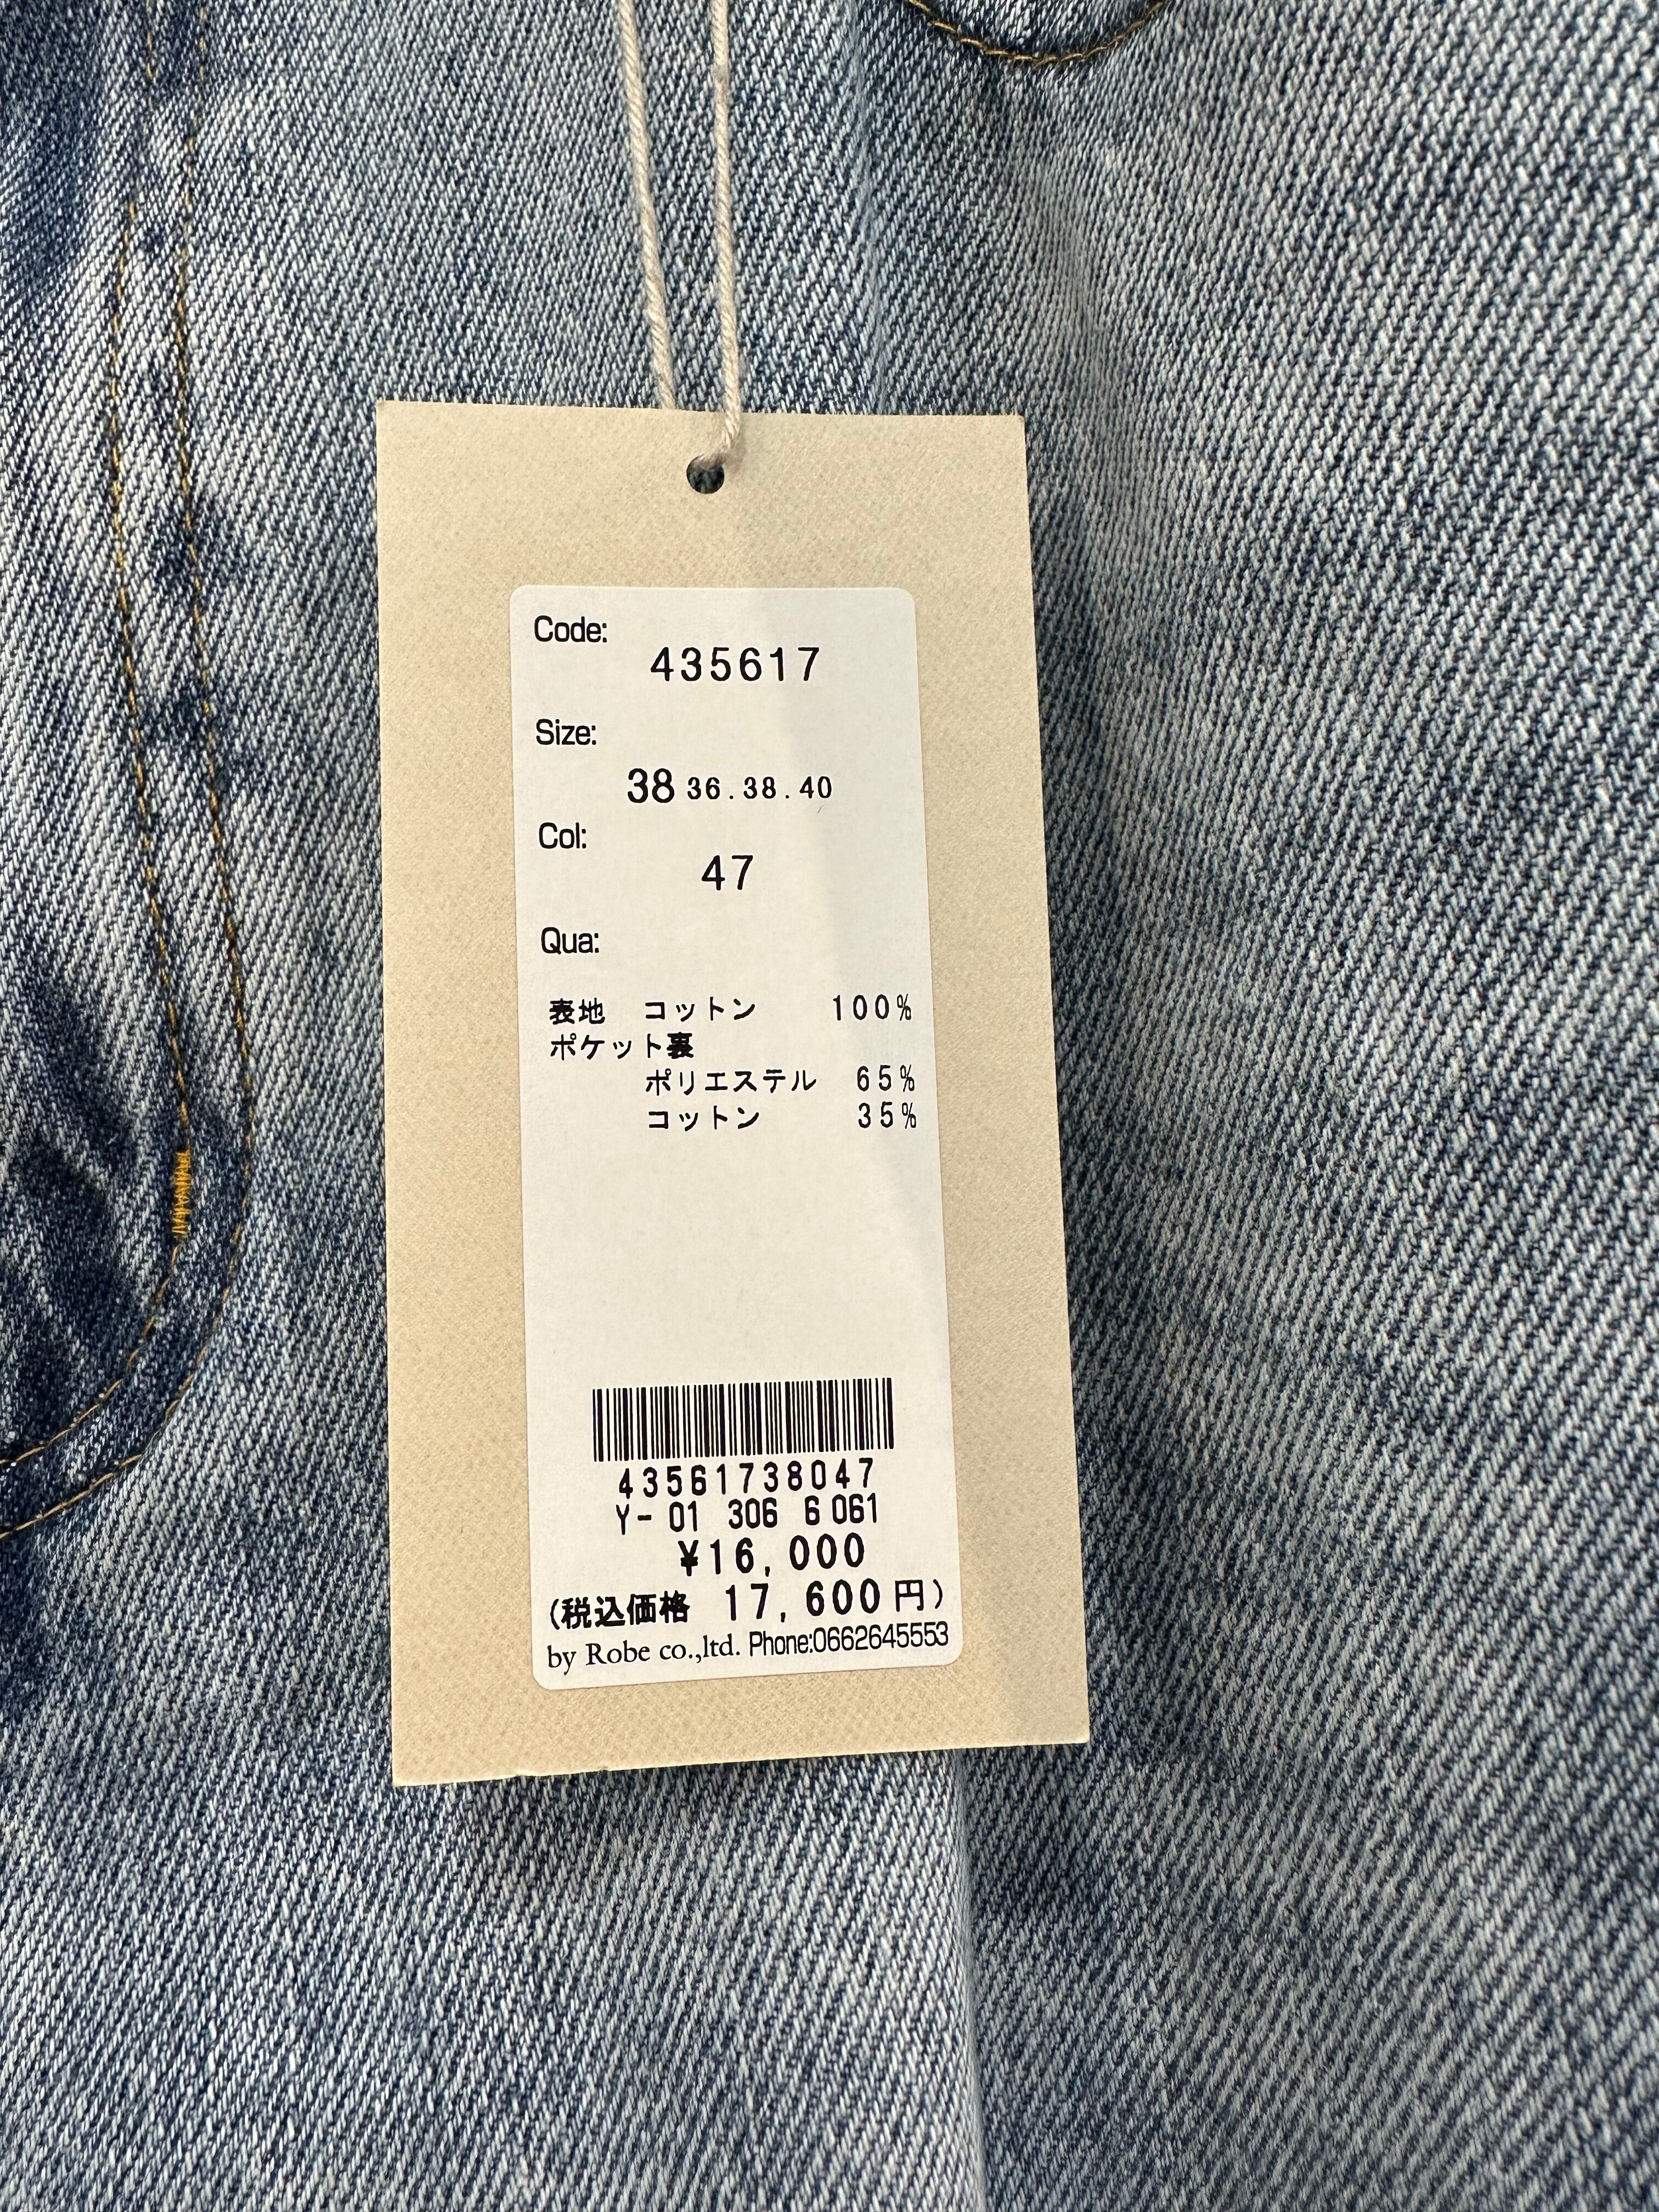 Code:
435617
Size:
38 36.38.40
Col:
47
Qua:
表地 コットン 100%
ポケット裏
ポリエステル 65%
コットン 35%
43561738047
Y- 01 306 6 061
¥16,000
(税込価格 17,600円)
by Robe co.,ltd. Phone:0662645553